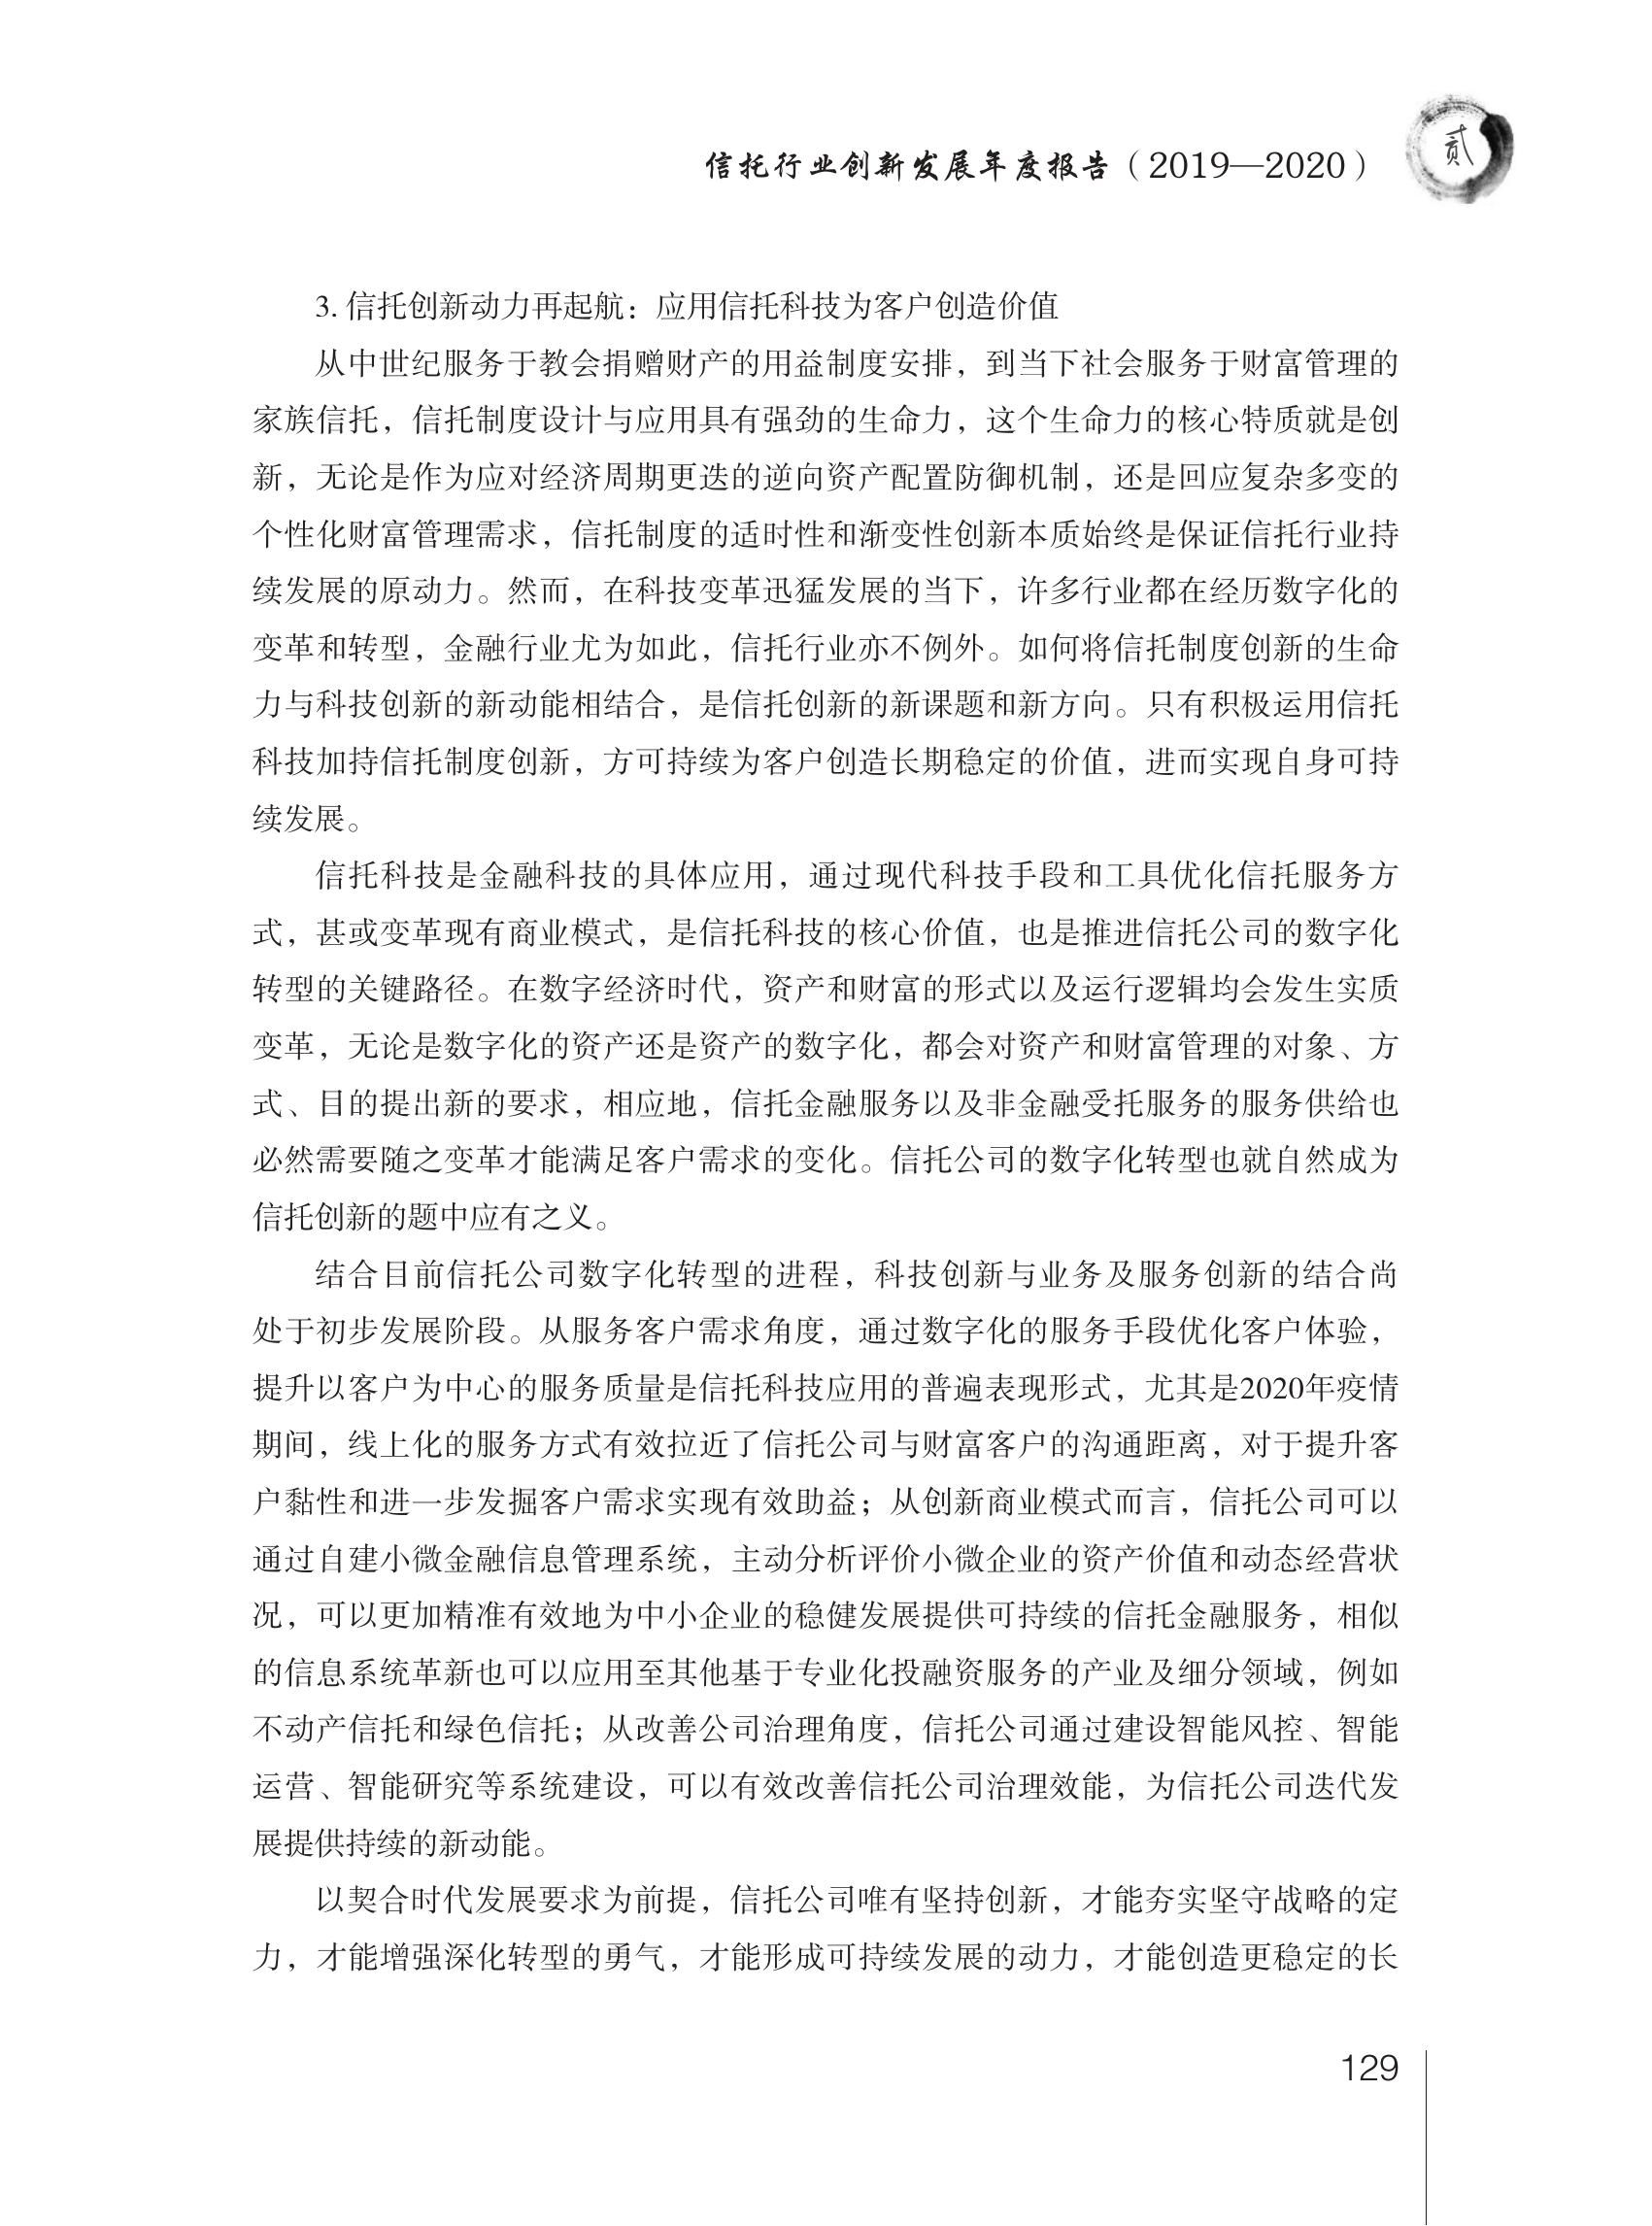 信托行业创新发展年度报告（2019—2020）
贰
3. 信托创新动力再起航：应用信托科技为客户创造价值
从中世纪服务于教会捐赠财产的用益制度安排，到当下社会服务于财富管理的
家族信托，信托制度设计与应用具有强劲的生命力，这个生命力的核心特质就是创
新，无论是作为应对经济周期更迭的逆向资产配置防御机制，还是回应复杂多变的
个性化财富管理需求，信托制度的适时性和渐变性创新本质始终是保证信托行业持
续发展的原动力。然而，在科技变革迅猛发展的当下，许多行业都在经历数字化的
变革和转型，金融行业尤为如此，信托行业亦不例外。如何将信托制度创新的生命
力与科技创新的新动能相结合，是信托创新的新课题和新方向。只有积极运用信托
科技加持信托制度创新，方可持续为客户创造长期稳定的价值，进而实现自身可持
续发展。
信托科技是金融科技的具体应用，通过现代科技手段和工具优化信托服务方
式，甚或变革现有商业模式，是信托科技的核心价值，也是推进信托公司的数字化
转型的关键路径。在数字经济时代，资产和财富的形式以及运行逻辑均会发生实质
变革，无论是数字化的资产还是资产的数字化，都会对资产和财富管理的对象、方
式、目的提出新的要求，相应地，信托金融服务以及非金融受托服务的服务供给也
必然需要随之变革才能满足客户需求的变化。信托公司的数字化转型也就自然成为
信托创新的题中应有之义。
结合目前信托公司数字化转型的进程，科技创新与业务及服务创新的结合尚
处于初步发展阶段。从服务客户需求角度，通过数字化的服务手段优化客户体验，
提升以客户为中心的服务质量是信托科技应用的普遍表现形式，尤其是2020年疫情
期间，线上化的服务方式有效拉近了信托公司与财富客户的沟通距离，对于提升客
户黏性和进一步发掘客户需求实现有效助益；从创新商业模式而言，信托公司可以
通过自建小微金融信息管理系统，主动分析评价小微企业的资产价值和动态经营状
况，可以更加精准有效地为中小企业的稳健发展提供可持续的信托金融服务，相似
的信息系统革新也可以应用至其他基于专业化投融资服务的产业及细分领域，例如
不动产信托和绿色信托；从改善公司治理角度，信托公司通过建设智能风控、智能
运营、智能研究等系统建设，可以有效改善信托公司治理效能，为信托公司迭代发
展提供持续的新动能。
以契合时代发展要求为前提，信托公司唯有坚持创新，才能夯实坚守战略的定
力，才能增强深化转型的勇气，才能形成可持续发展的动力，才能创造更稳定的长
129